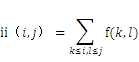 ii（i,j）= ∑ f(k,l)
k≤i,l≤j